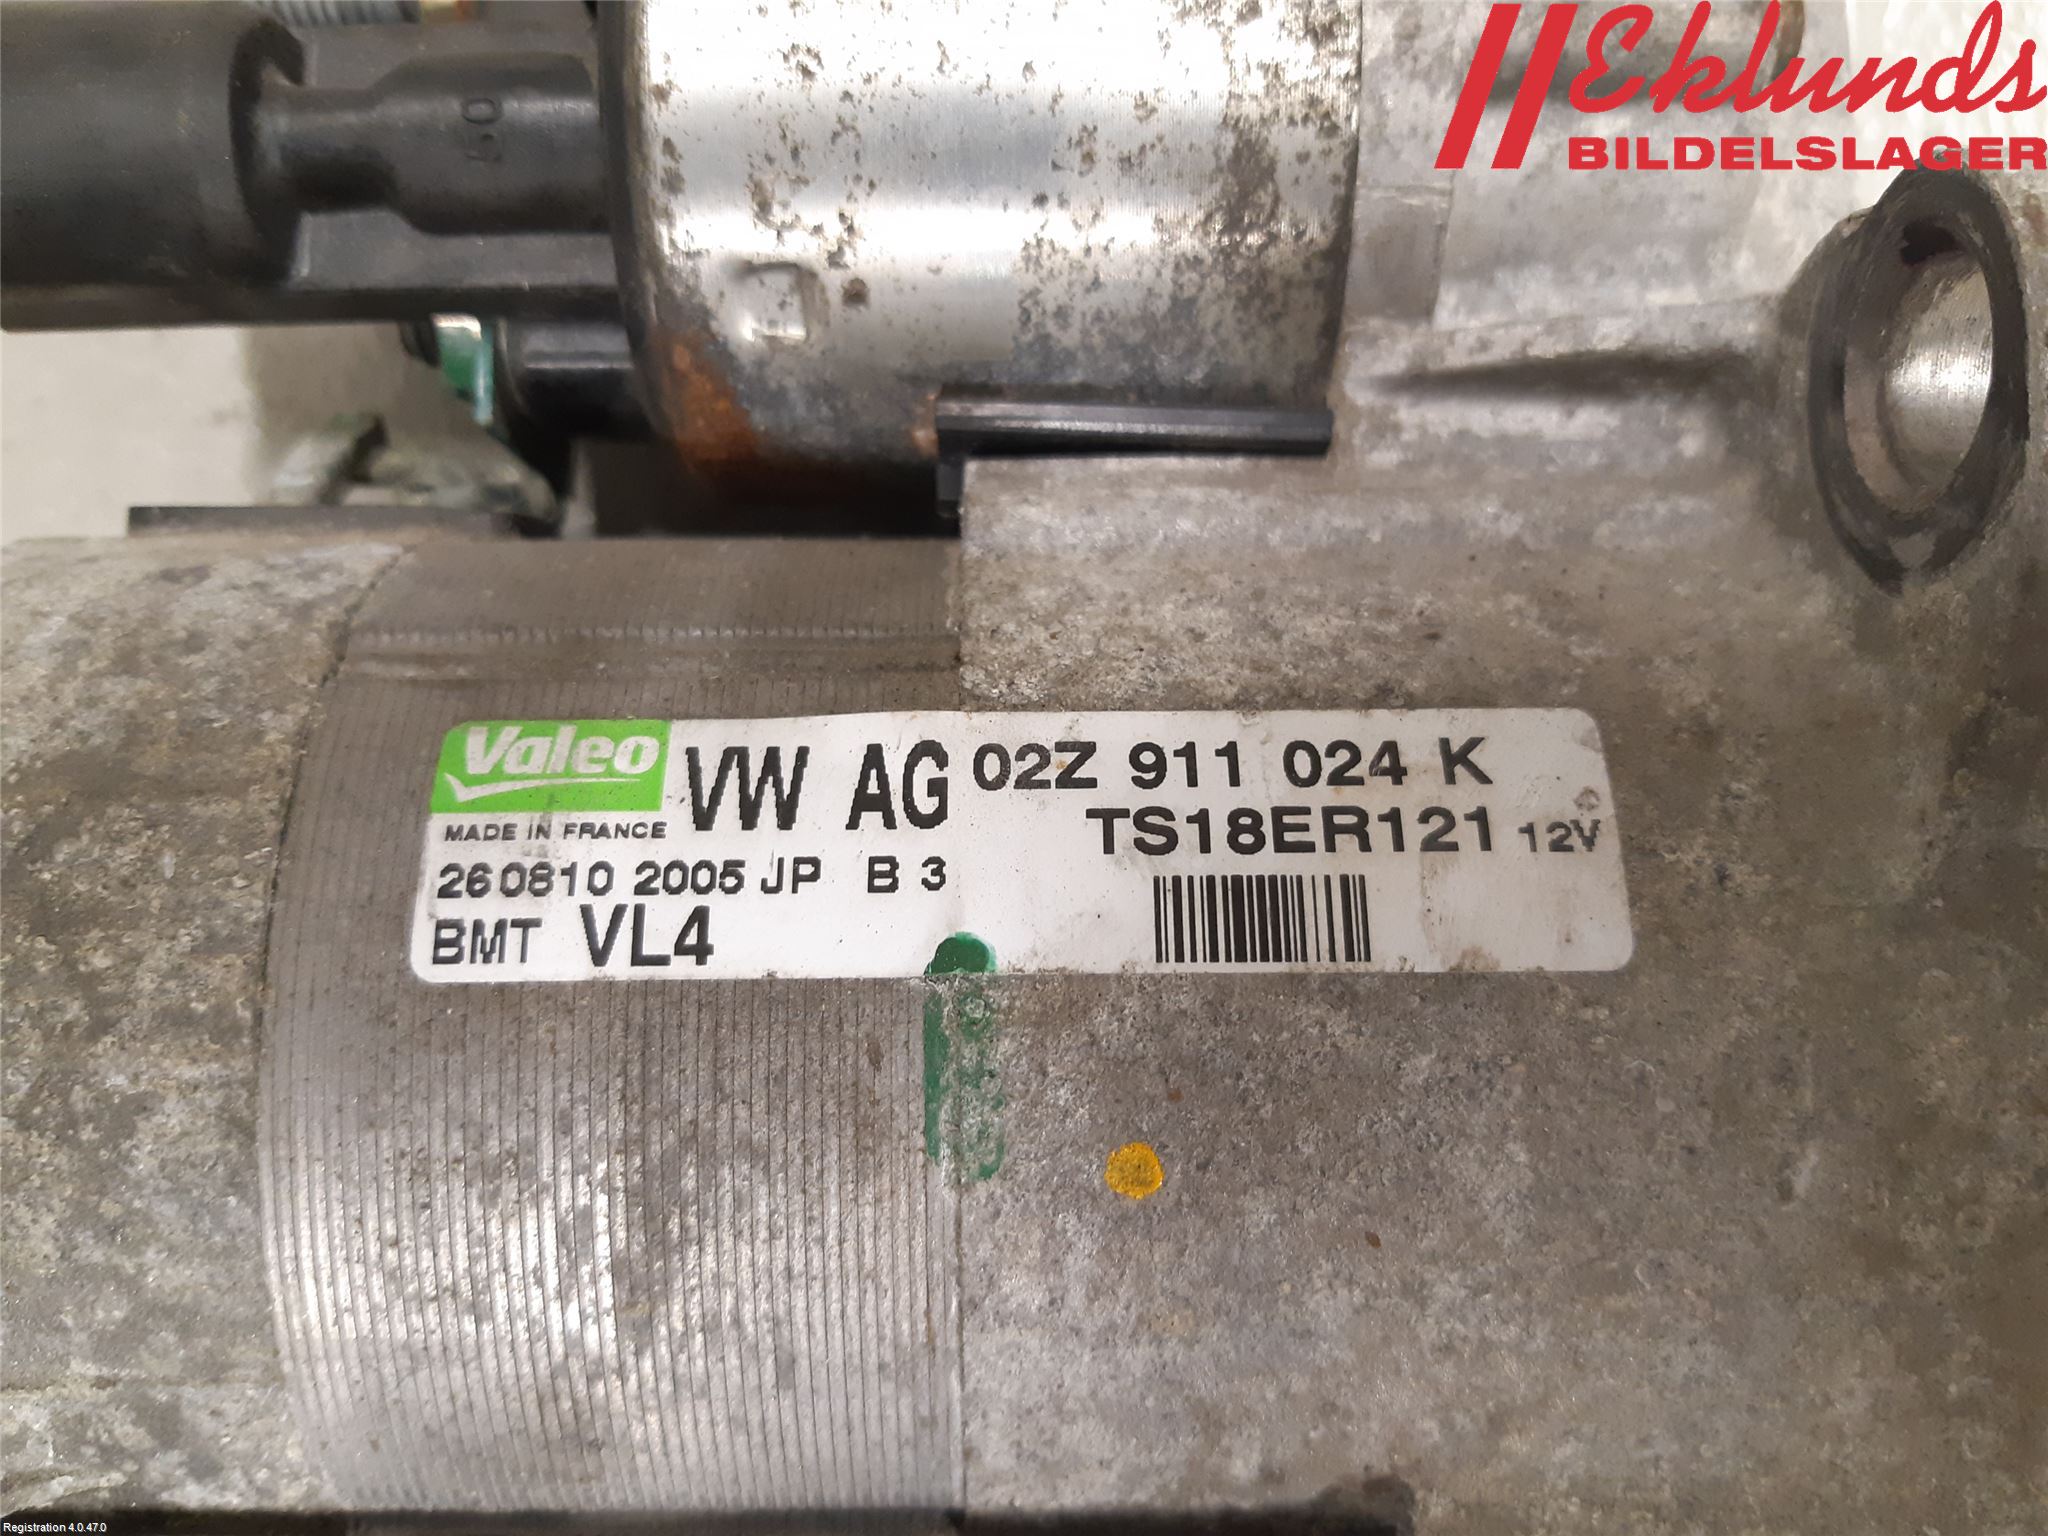 Eklunds
BILDELSLAGER
50
Valeo
VW AG
02Z 911 024 K
MADE IN FRANCE
TS18ER121 12V
260810 2005 JP B 3
BMT VL4
Registration 4.0.47.0